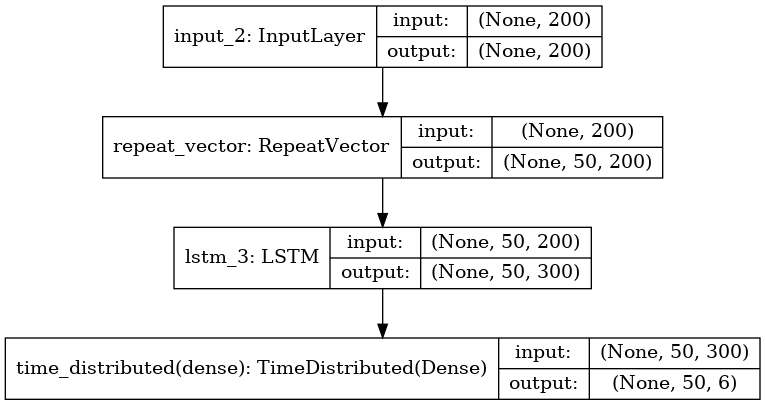 input_2: InputLayer
input: (None, 200)
output: (None, 200)
repeat_vector: RepeatVector
input: (None, 200)
output: (None, 50, 200)
lstm_3: LSTM
input: (None, 50, 200)
output: (None, 50, 300)
time_distributed(dense): TimeDistributed(Dense)
input: (None, 50, 300)
output: (None, 50, 6)